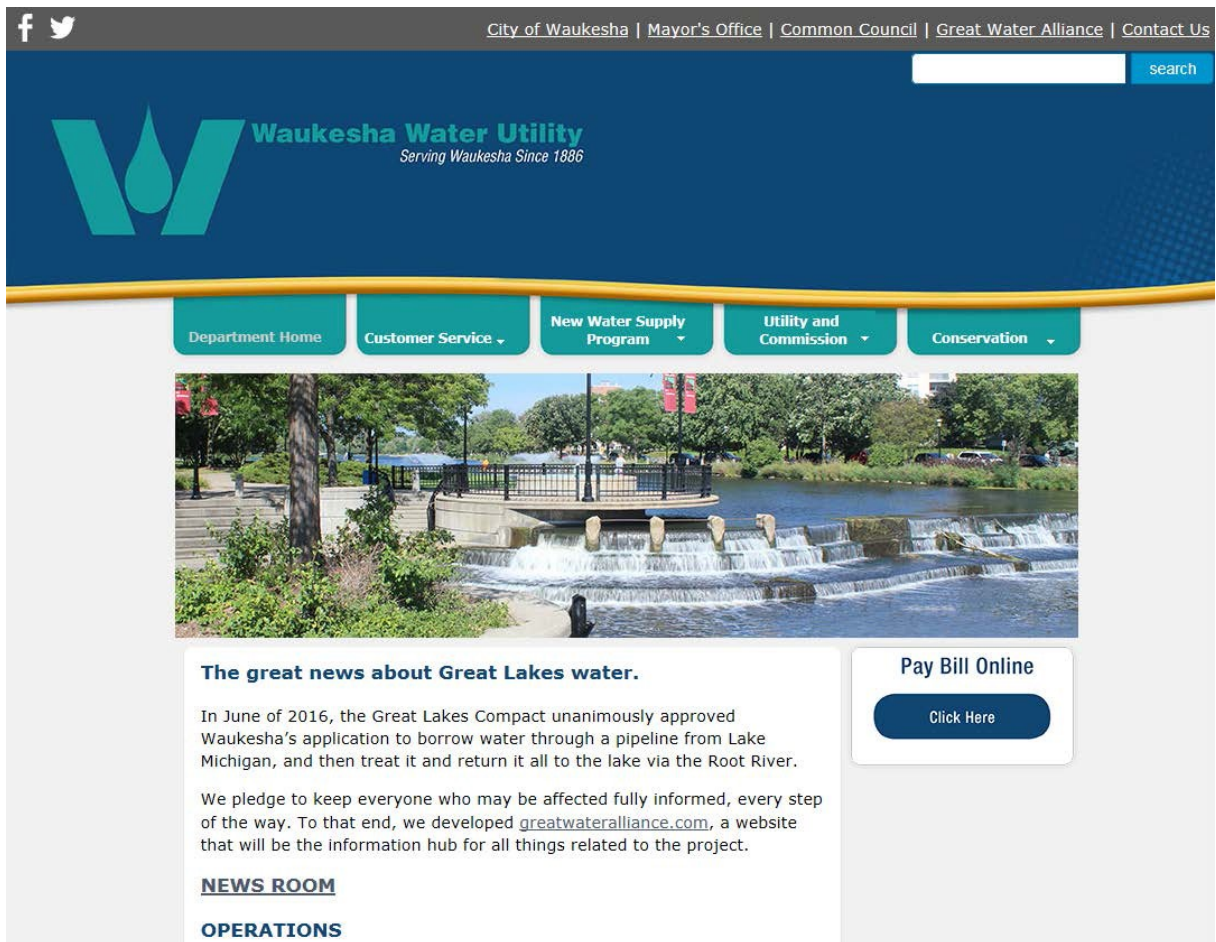 City of Waukesha | Mayor's Office | Common Council | Great Water Alliance | Contact Us
search
Waukesha Water Utility
Serving Waukesha Since 1886
Department Home
Customer Service
New Water Supply
Program
Utility and
Commission
Conservation
The great news about Great Lakes water.
In June of 2016, the Great Lakes Compact unanimously approved
Waukesha’s application to borrow water through a pipeline from Lake
Michigan, and then treat it and return it all to the lake via the Root River.
We pledge to keep everyone who may be affected fully informed, every step
of the way. To that end, we developed greatwateralliance.com, a website
that will be the information hub for all things related to the project.
NEWS ROOM
OPERATIONS
Pay Bill Online
Click Here